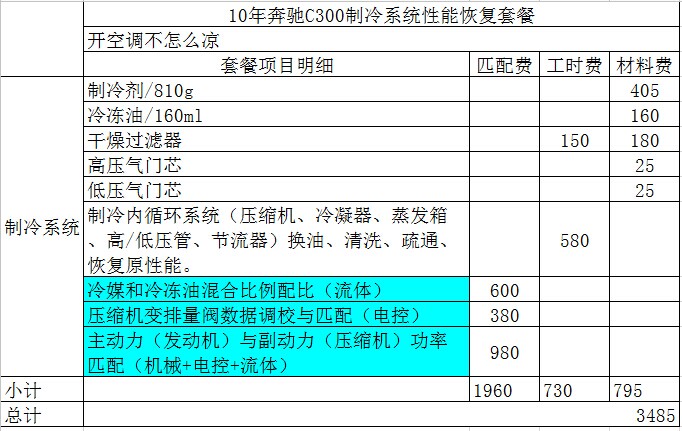 10年奔驰C300制冷系统性能恢复套餐
开空调不怎么凉
套餐项目明细 匹配费 工时费 材料费
制冷剂/810g 405
冷冻油/160ml 160
干燥过滤器 150 180
高压气门芯 25
低压气门芯 25
制冷系统
制冷内循环系统（压缩机、冷凝器、蒸发箱
、高/低压管、节流器）换油、清洗、疏通、
恢复原性能。 580
冷媒和冷冻油混合比例配比（流体） 600
压缩机变排量阀数据调校与匹配（电控） 380
主动力（发动机）与副动力（压缩机）功率
匹配（机械+电控+流体） 980
小计 1960 730 795
总计 3485